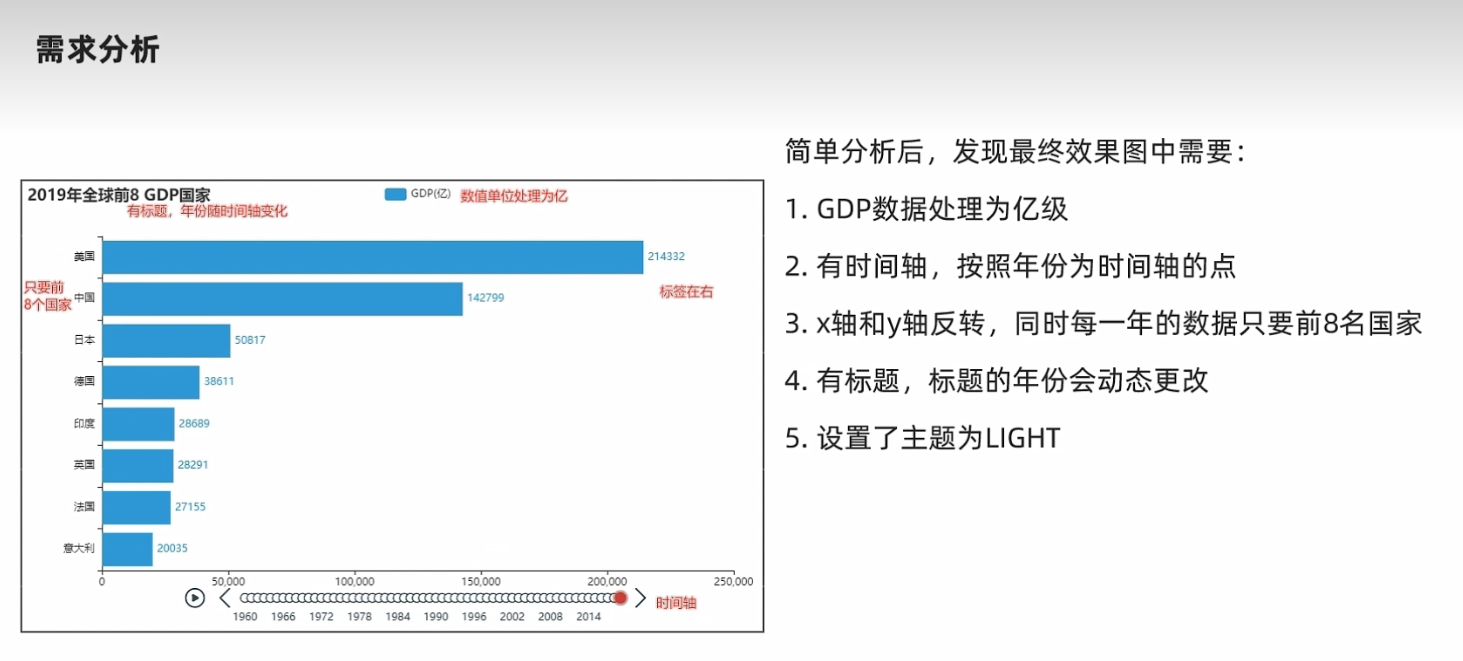 需求分析
2019年全球前8 GDP国家
GDP(亿)
数值单位处理为亿
有标题，年份随时间轴变化
美国
214332
只要前
8个国家
中国
142799
标签在右
日本
50817
德国
38611
印度
28689
英国
28291
法国
27155
意大利
20035
0
50,000
100,000
150,000
200,000
250,000
时间轴
1960
1966
1972
1978
1984
1990
1996
2002
2008
2014
简单分析后，发现最终效果图中需要：
1. GDP数据处理为亿级
2. 有时间轴，按照年份为时间轴的点
3. x轴和y轴反转，同时每一年的数据只要前8名国家
4. 有标题，标题的年份会动态更改
5. 设置了主题为LIGHT